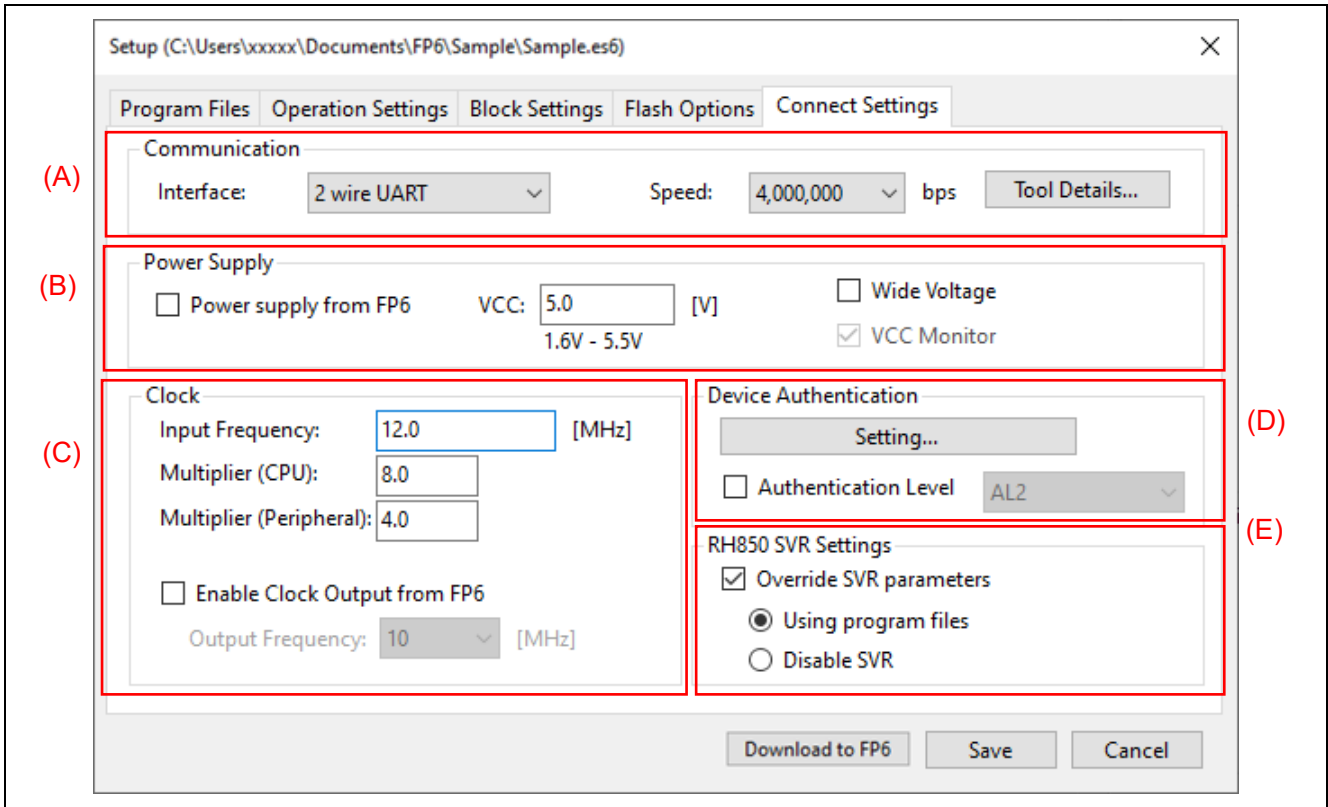 Setup (C:\Users\xxxxx\Documents\FP6\Sample\Sample.es6)
Program Files Operation Settings Block Settings Flash Options Connect Settings
(A)
Communication
Interface: 2 wire UART Speed: 4,000,000 bps Tool Details...
(B)
Power Supply
Power supply from FP6 VCC: 5.0 [V] Wide Voltage
1.6V - 5.5V VCC Monitor
(C)
Clock
Input Frequency: 12.0 [MHz]
Multiplier (CPU): 8.0
Multiplier (Peripheral): 4.0
Enable Clock Output from FP6
Output Frequency: 10 [MHz]
Device Authentication
(D)
Setting...
Authentication Level AL2
(E)
RH850 SVR Settings
Override SVR parameters
Using program files
Disable SVR
Download to FP6 Save Cancel